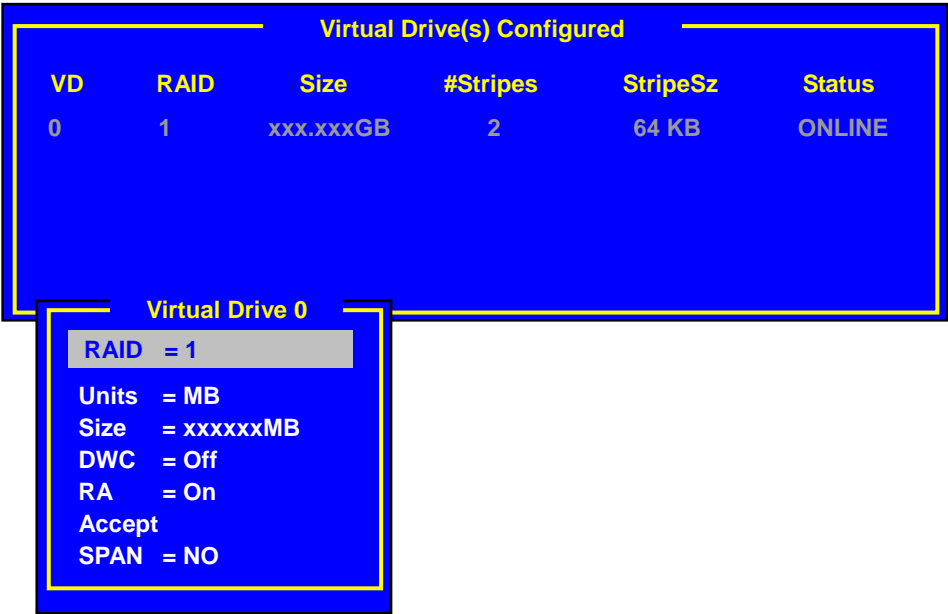 Virtual Drive(s) Configured
VD RAID Size #Stripes StripeSz Status
0 1 xxx.xxxGB 2 64 KB ONLINE
Virtual Drive 0
RAID = 1
Units = MB
Size = xxxxxxMB
DWC = Off
RA = On
Accept
SPAN = NO